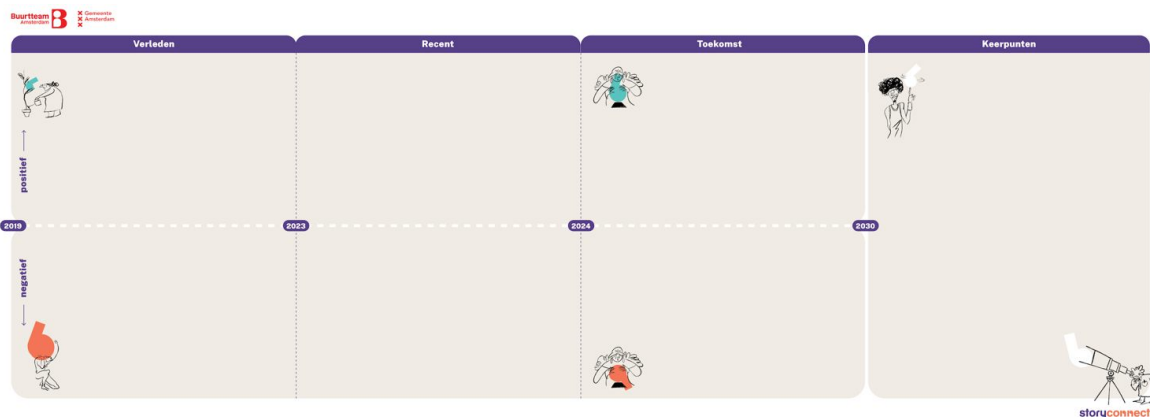 Buurtteam
Amsterdam
Gemeente
Amsterdam
Verleden
Recent
Toekomst
Keerpunten
positief
2019
2023
2024
2030
negatief
storyconnect